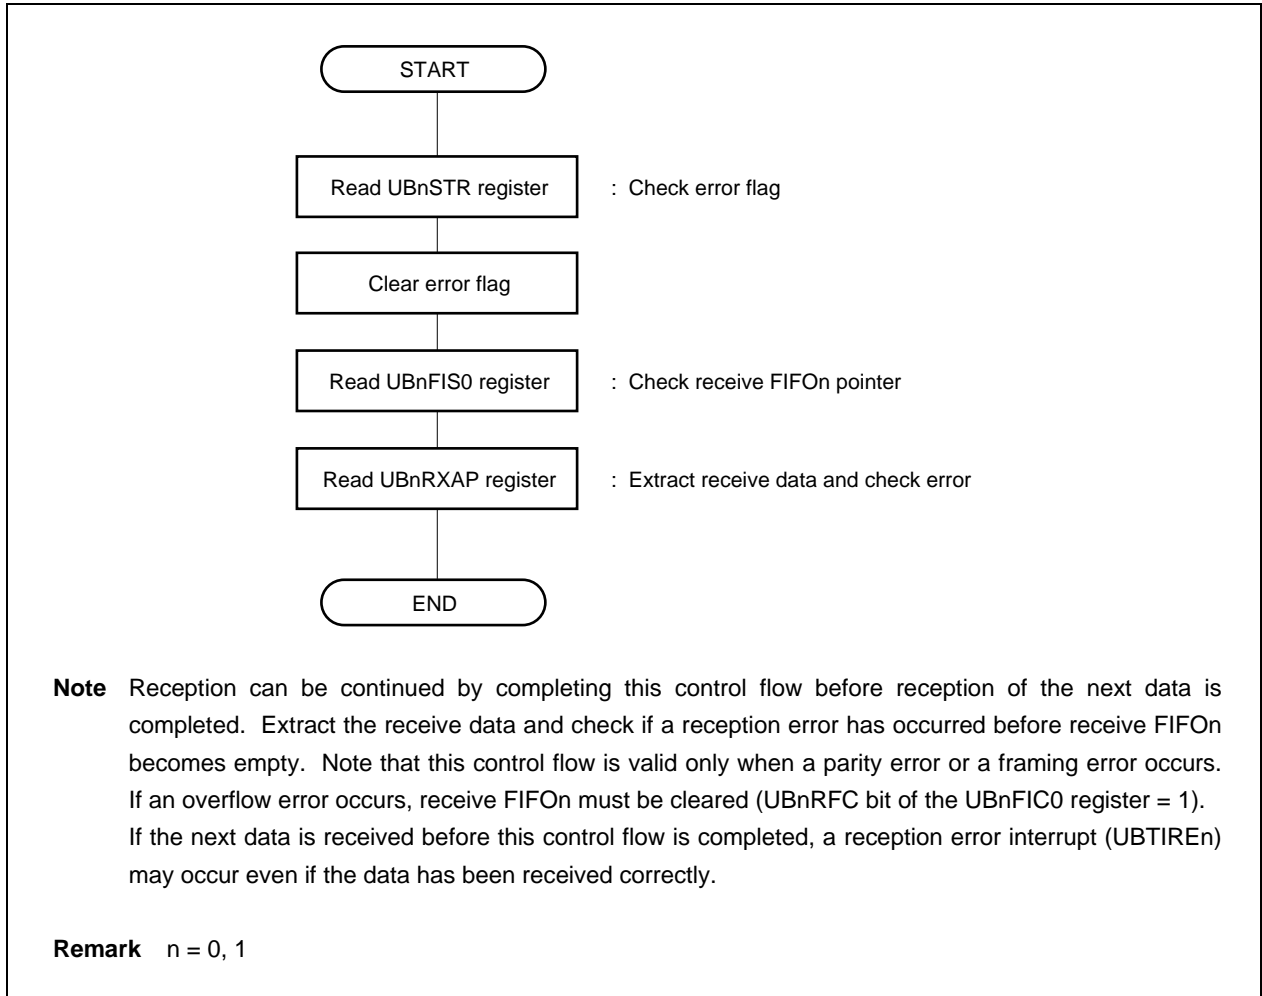 START
Read UBnSTR register : Check error flag
Clear error flag
Read UBnFIS0 register : Check receive FIFOn pointer
Read UBnRXAP register : Extract receive data and check error
END
Note Reception can be continued by completing this control flow before reception of the next data is
completed. Extract the receive data and check if a reception error has occurred before receive FIFOn
becomes empty. Note that this control flow is valid only when a parity error or a framing error occurs.
If an overflow error occurs, receive FIFOn must be cleared (UBnRFC bit of the UBnFIC0 register = 1).
If the next data is received before this control flow is completed, a reception error interrupt (UBTIREn)
may occur even if the data has been received correctly.
Remark n = 0, 1